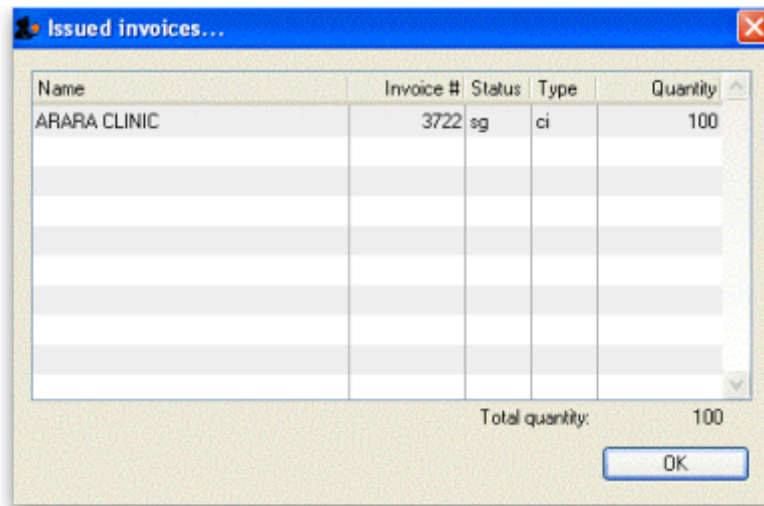 Issued invoices...
Name Invoice # Status Type Quantity
ARARA CLINIC 3722 sg ci 100
Total quantity: 100
OK